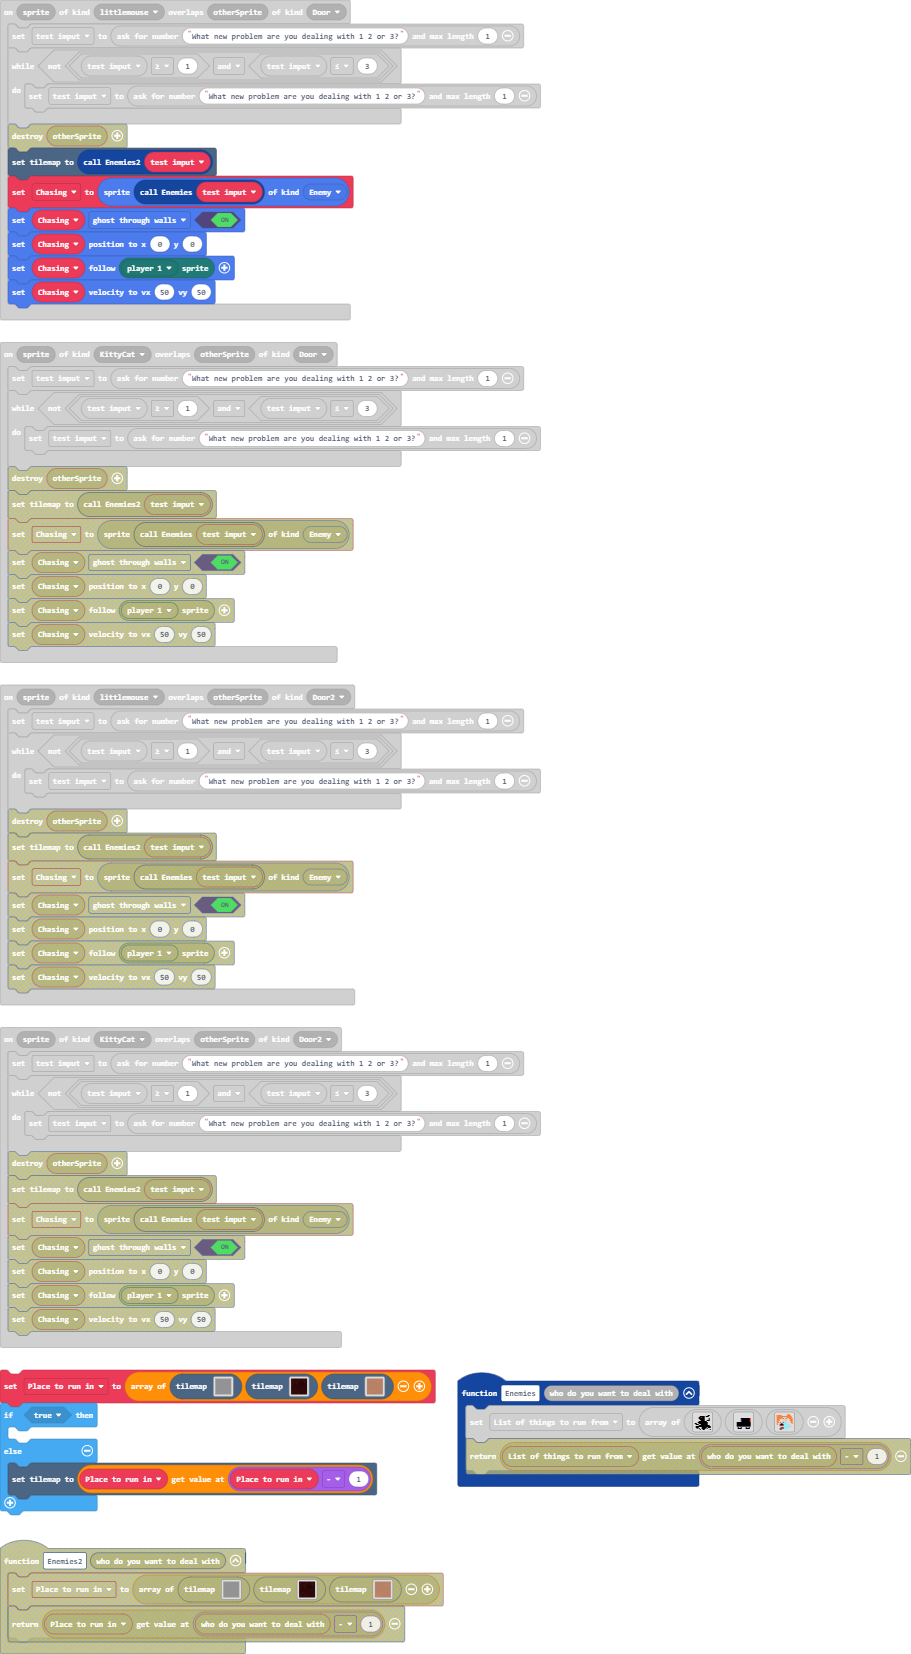 on sprite of kind littlemouse overlaps otherSprite of kind Door
set test imput to ask for number "What new problem are you dealing with 1 2 or 3?" and max length 1
while not test imput ≥ 1 and test imput ≤ 3
do set test imput to ask for number "What new problem are you dealing with 1 2 or 3?" and max length 1
destroy otherSprite
set tilemap to call Enemies2 test imput
set Chasing to sprite call Enemies test imput of kind Enemy
set Chasing ghost through walls ON
set Chasing position to x 0 y 0
set Chasing follow player 1 sprite
set Chasing velocity to vx 50 vy 50
on sprite of kind KittyCat overlaps otherSprite of kind Door
set test imput to ask for number "What new problem are you dealing with 1 2 or 3?" and max length 1
while not test imput ≥ 1 and test imput ≤ 3
do set test imput to ask for number "What new problem are you dealing with 1 2 or 3?" and max length 1
destroy otherSprite
set tilemap to call Enemies2 test imput
set Chasing to sprite call Enemies test imput of kind Enemy
set Chasing ghost through walls ON
set Chasing position to x 0 y 0
set Chasing follow player 1 sprite
set Chasing velocity to vx 50 vy 50
on sprite of kind littlemouse overlaps otherSprite of kind Door2
set test imput to ask for number "What new problem are you dealing with 1 2 or 3?" and max length 1
while not test imput ≥ 1 and test imput ≤ 3
do set test imput to ask for number "What new problem are you dealing with 1 2 or 3?" and max length 1
destroy otherSprite
set tilemap to call Enemies2 test imput
set Chasing to sprite call Enemies test imput of kind Enemy
set Chasing ghost through walls ON
set Chasing position to x 0 y 0
set Chasing follow player 1 sprite
set Chasing velocity to vx 50 vy 50
on sprite of kind KittyCat overlaps otherSprite of kind Door2
set test imput to ask for number "What new problem are you dealing with 1 2 or 3?" and max length 1
while not test imput ≥ 1 and test imput ≤ 3
do set test imput to ask for number "What new problem are you dealing with 1 2 or 3?" and max length 1
destroy otherSprite
set tilemap to call Enemies2 test imput
set Chasing to sprite call Enemies test imput of kind Enemy
set Chasing ghost through walls ON
set Chasing position to x 0 y 0
set Chasing follow player 1 sprite
set Chasing velocity to vx 50 vy 50
set Place to run in to array of tilemap tilemap tilemap
if true then
else
set tilemap to Place to run in get value at Place to run in - 1
function Enemies who do you want to deal with
set List of things to run from to array of
return List of things to run from get value at who do you want to deal with - 1
function Enemies2 who do you want to deal with
set Place to run in to array of tilemap tilemap tilemap
return Place to run in get value at who do you want to deal with - 1